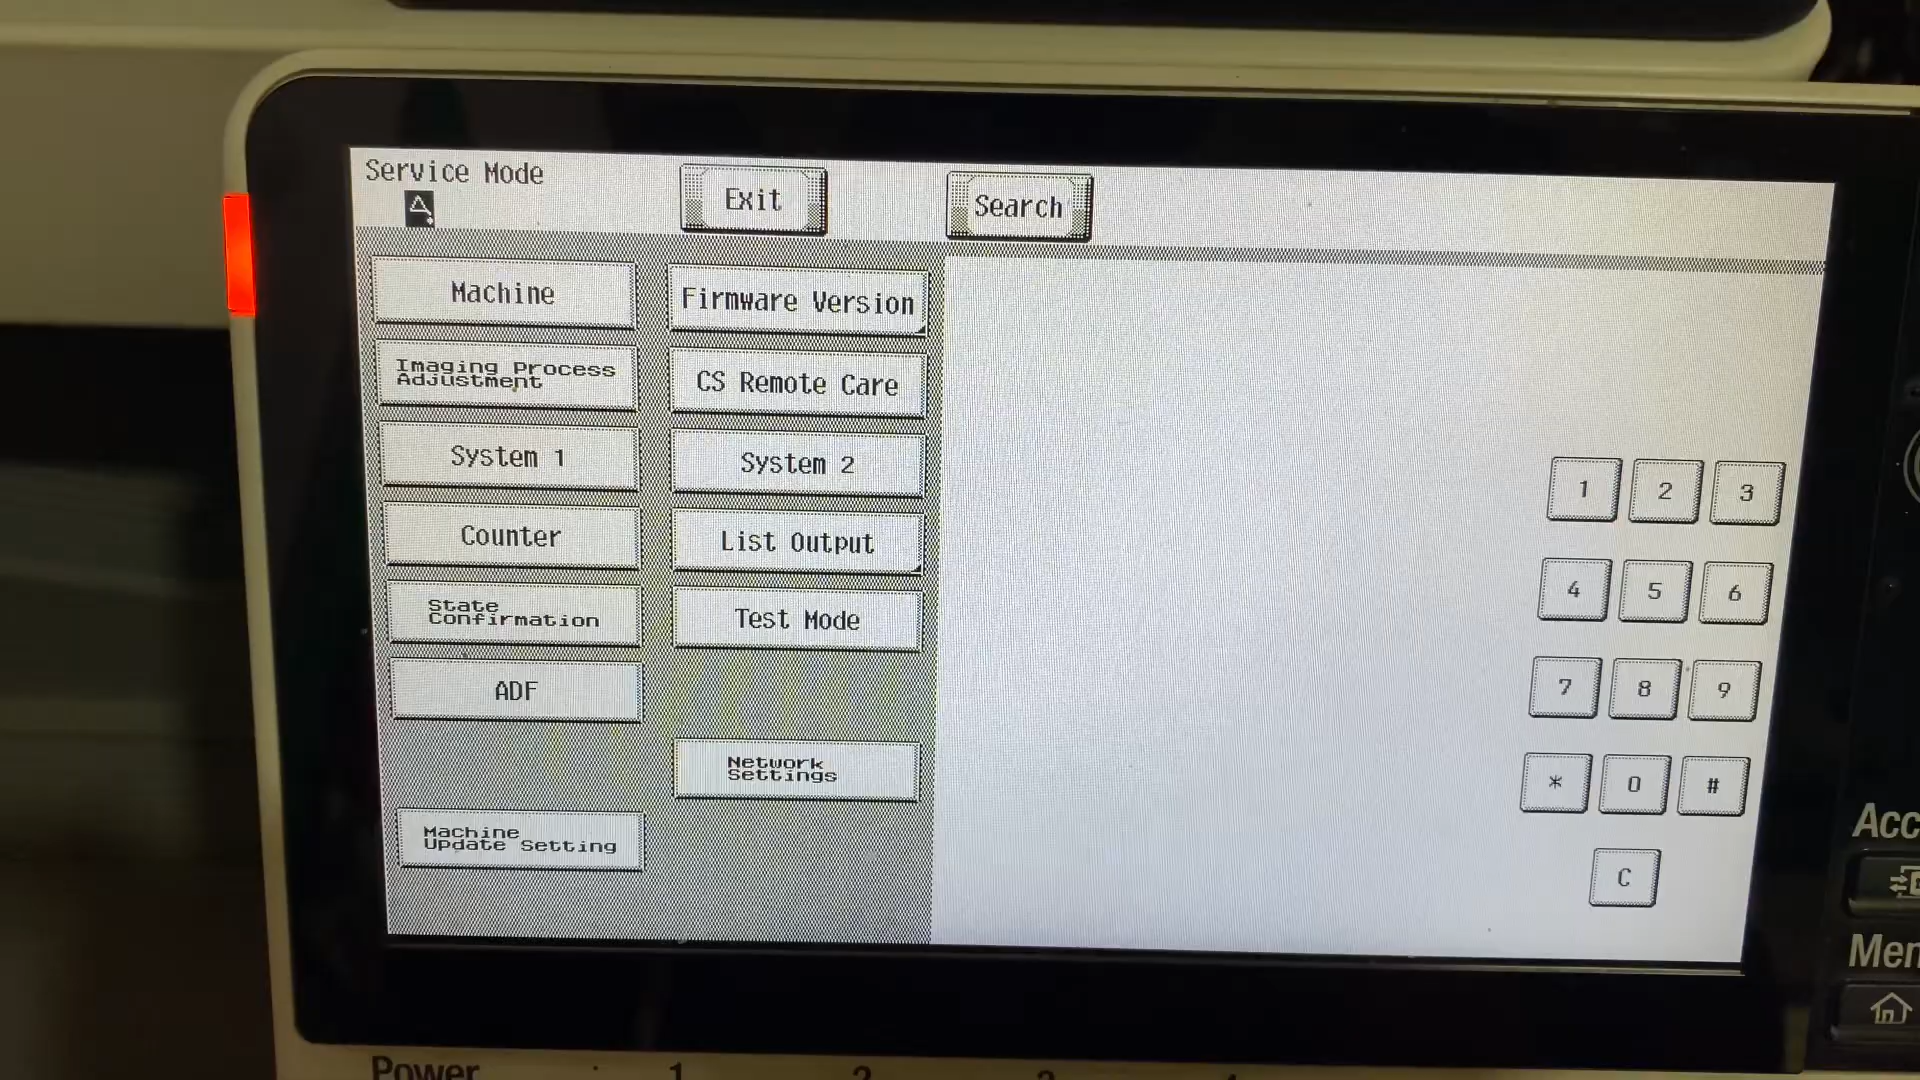 Service Mode
Exit
Search
Machine
Firmware Version
Imaging Process
Adjustment
CS Remote Care
System 1
System 2
Counter
List Output
State
Confirmation
Test Mode
ADF
Network
Settings
Machine
Update Setting
1 2 3
4 5 6
7 8 9
* 0 #
C
Acc
Men
Power
1 2